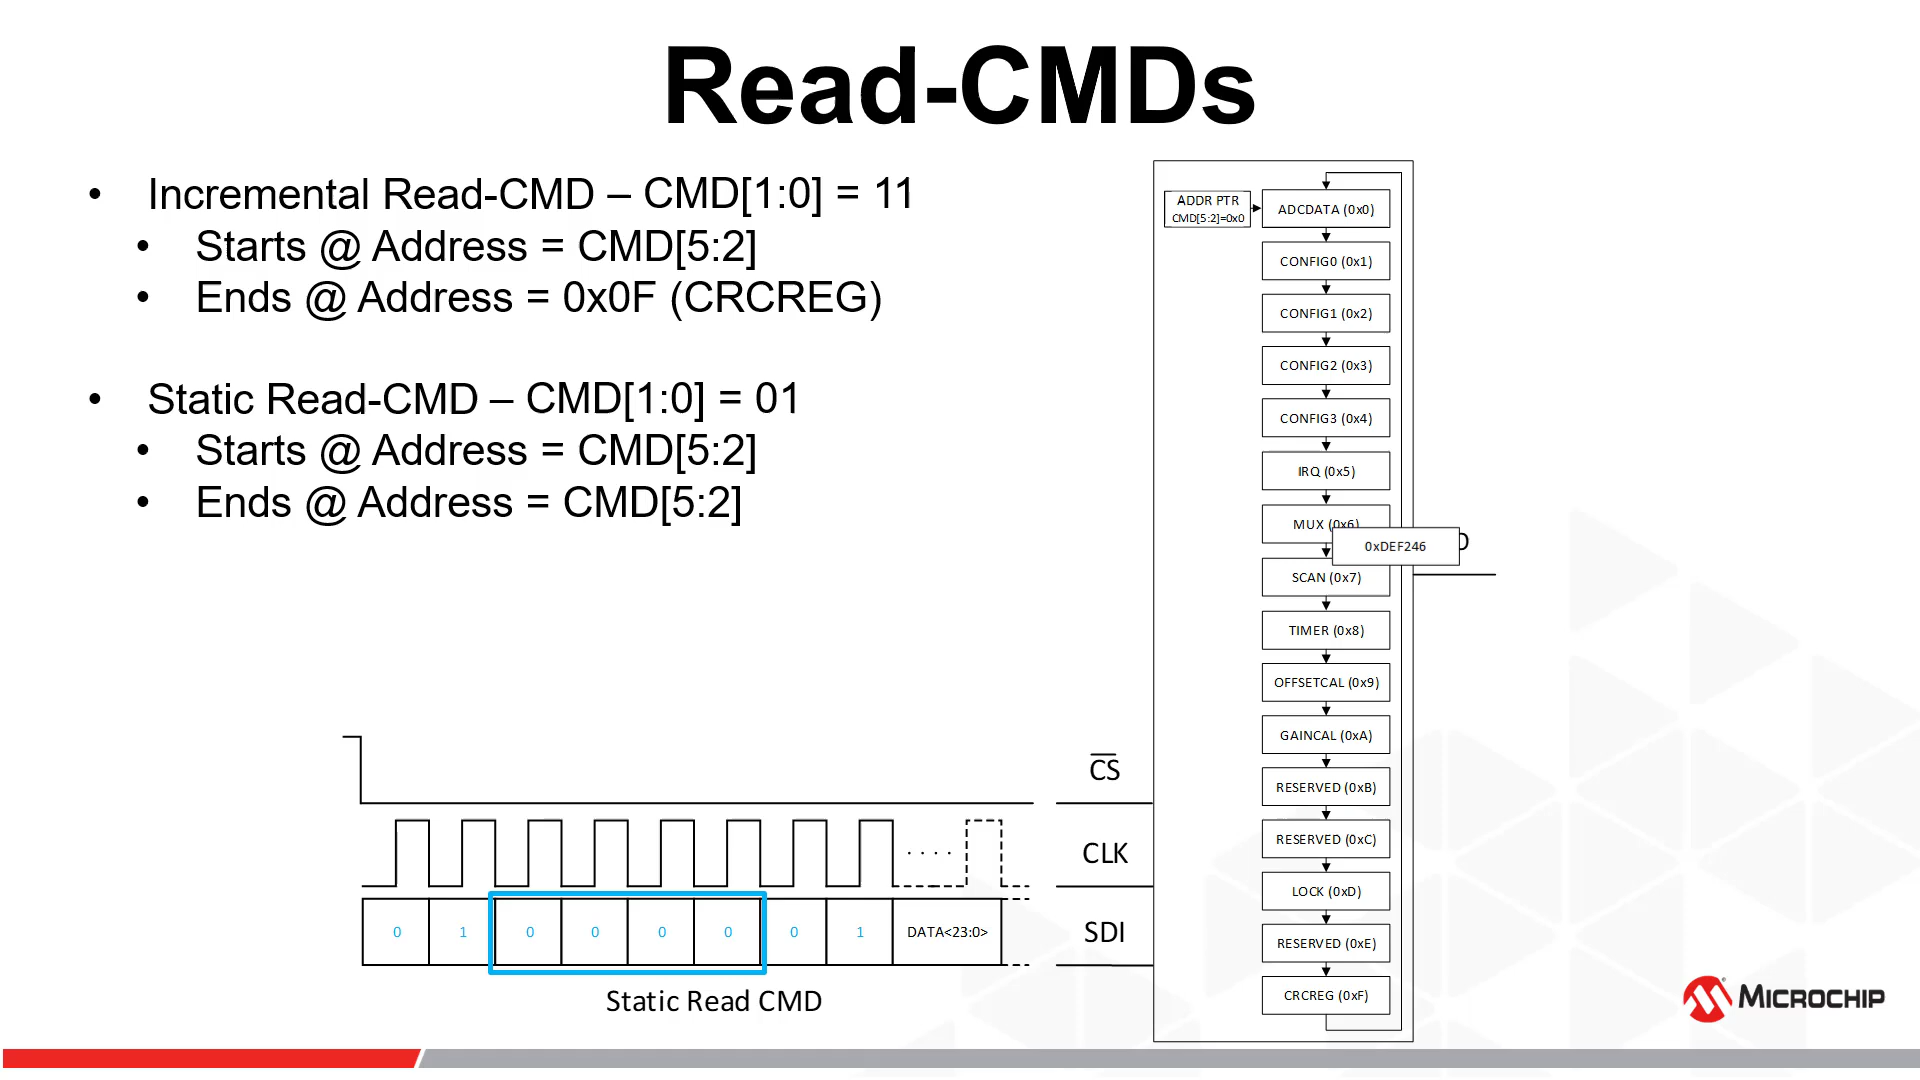 Read-CMDs
• Incremental Read-CMD – CMD[1:0] = 11
• Starts @ Address = CMD[5:2]
• Ends @ Address = 0x0F (CRCREG)
• Static Read-CMD – CMD[1:0] = 01
• Starts @ Address = CMD[5:2]
• Ends @ Address = CMD[5:2]
ADDR PTR
CMD[5:2]=0x0
ADCDATA (0x0)
CONFIG0 (0x1)
CONFIG1 (0x2)
CONFIG2 (0x3)
CONFIG3 (0x4)
IRQ (0x5)
MUX (0x6)
0xDEF246
SCAN (0x7)
TIMER (0x8)
OFFSETCAL (0x9)
GAINCAL (0xA)
RESERVED (0xB)
RESERVED (0xC)
LOCK (0xD)
RESERVED (0xE)
CRCREG (0xF)
CS
CLK
0 1 0 0 0 0 0 1 DATA<23:0>
SDI
Static Read CMD
MICROCHIP